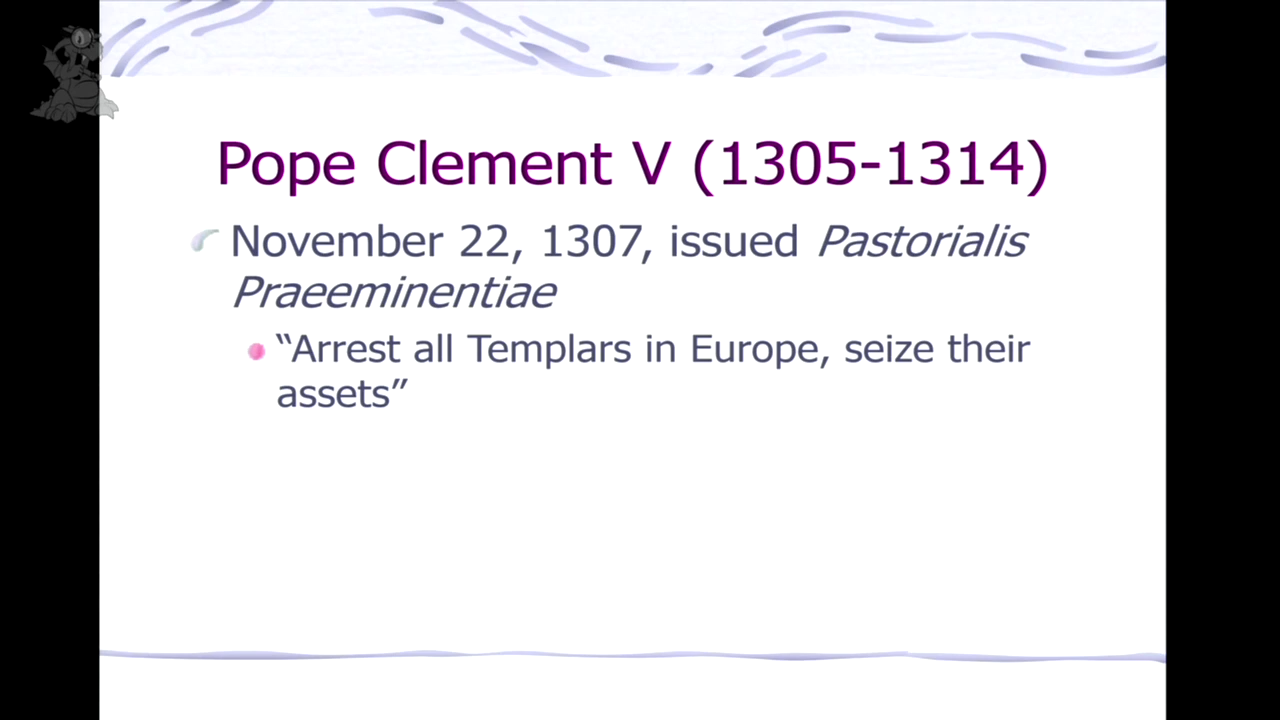 Pope Clement V (1305-1314)
November 22, 1307, issued Pastorialis
Praeeminentiae
“Arrest all Templars in Europe, seize their
assets”